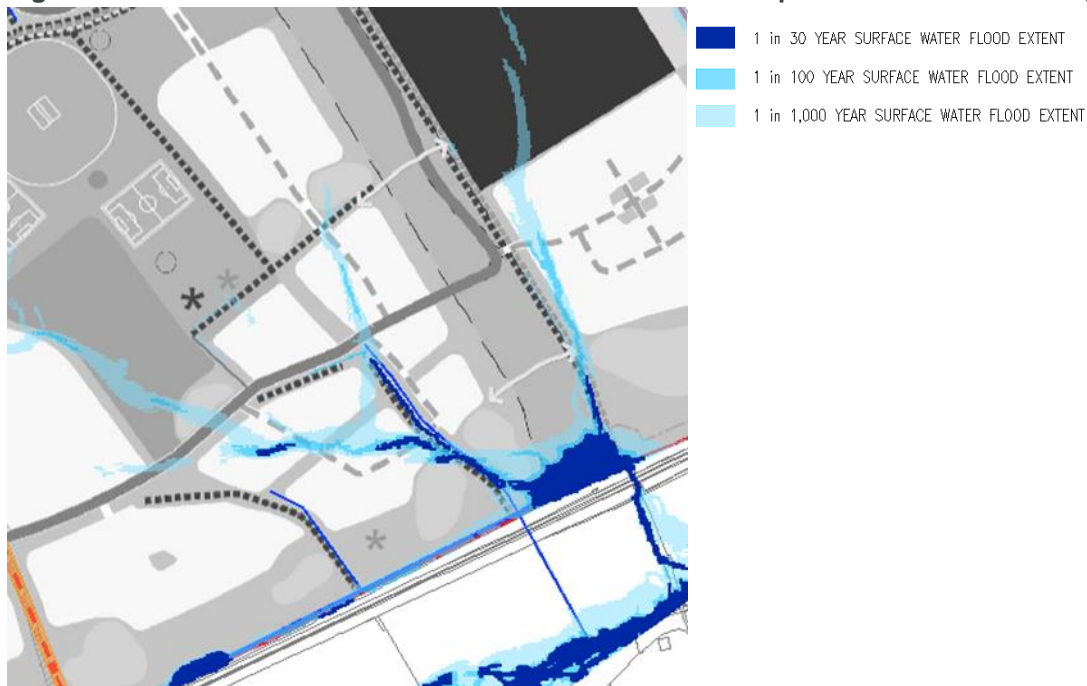 1 in 30 YEAR SURFACE WATER FLOOD EXTENT
1 in 100 YEAR SURFACE WATER FLOOD EXTENT
1 in 1,000 YEAR SURFACE WATER FLOOD EXTENT